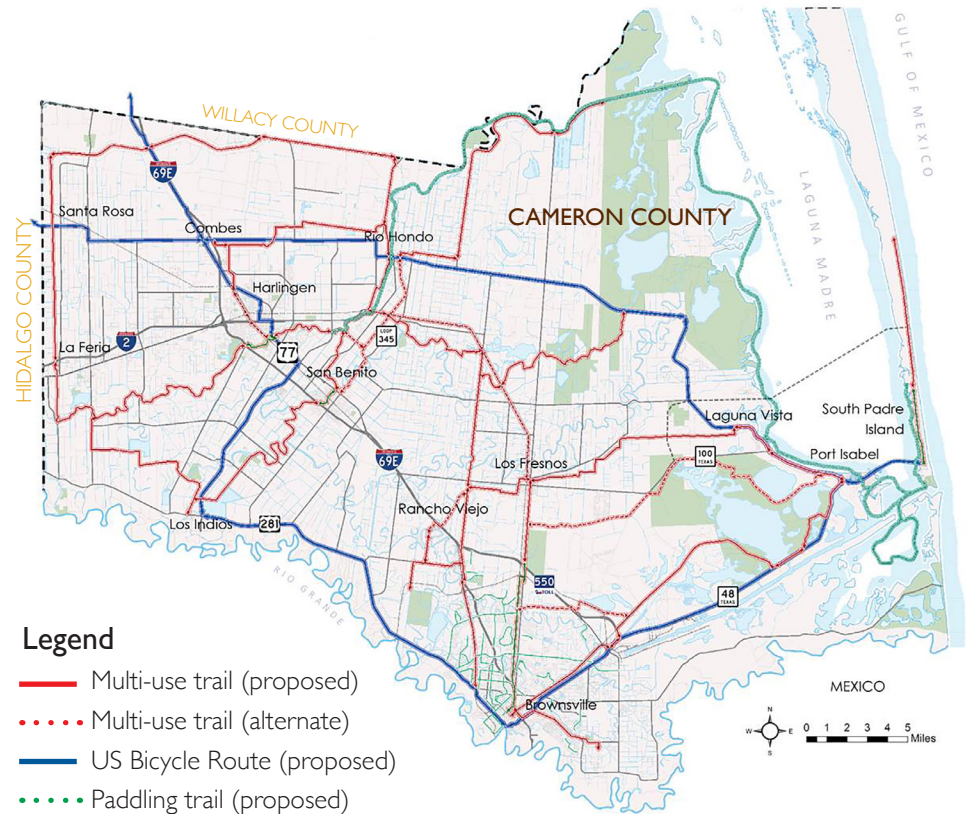 GULF OF MEXICO
WILLACY COUNTY
69E
Santa Rosa
Combes
CAMERON COUNTY
LAGUNA MADRE
Rio Hondo
HIDALGO COUNTY
Harlingen
2
La Feria
77
LOOP
345
San Benito
Laguna Vista
South Padre
Island
100
TEXAS
Port Isabel
69E
Los Fresnos
Rancho Viejo
Los Indios
281
RIO GRANDE
550
TOLL
48
TEXAS
Legend
Multi-use trail (proposed)
Multi-use trail (alternate)
US Bicycle Route (proposed)
Paddling trail (proposed)
Brownsville
MEXICO
N
W
E
S
0 1 2 3 4 5
Miles